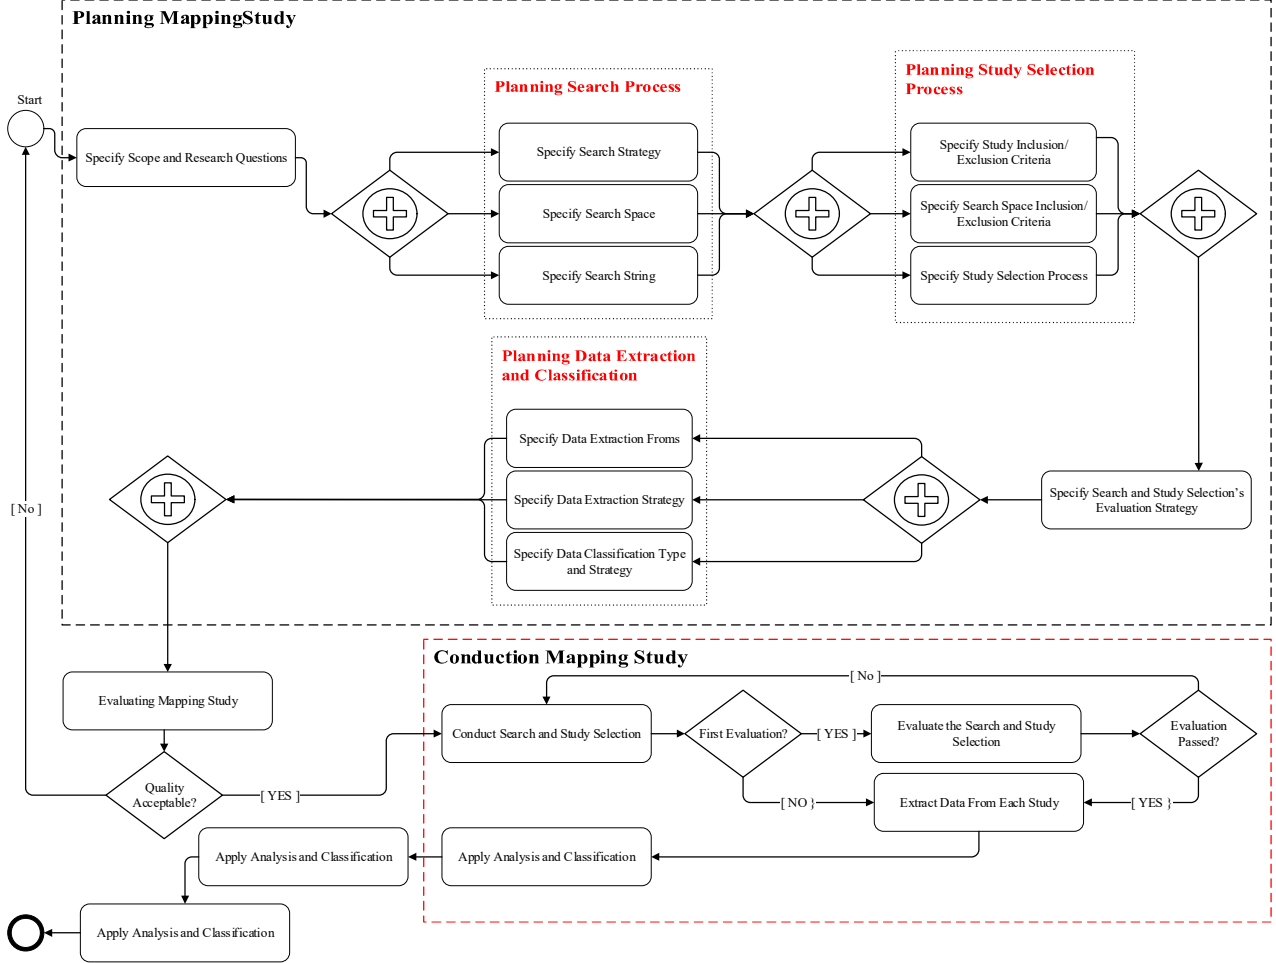 Planning MappingStudy
Start
Specify Scope and Research Questions
Planning Search Process
Specify Search Strategy
Specify Search Space
Specify Search String
Planning Study Selection
Process
Specify Study Inclusion/
Exclusion Criteria
Specify Search Space Inclusion/
Exclusion Criteria
Specify Study Selection Process
Specify Search and Study Selection's
Evaluation Strategy
Planning Data Extraction
and Classification
Specify Data Extraction Froms
Specify Data Extraction Strategy
Specify Data Classification Type
and Strategy
[ No ]
Evaluating Mapping Study
Quality
Acceptable?
[ YES ]
Conduction Mapping Study
[ No ]
Conduct Search and Study Selection
First Evaluation?
[ YES ]
Evaluate the Search and Study
Selection
Evaluation
Passed?
[ NO }
Extract Data From Each Study
[ YES }
Apply Analysis and Classification
Apply Analysis and Classification
Apply Analysis and Classification